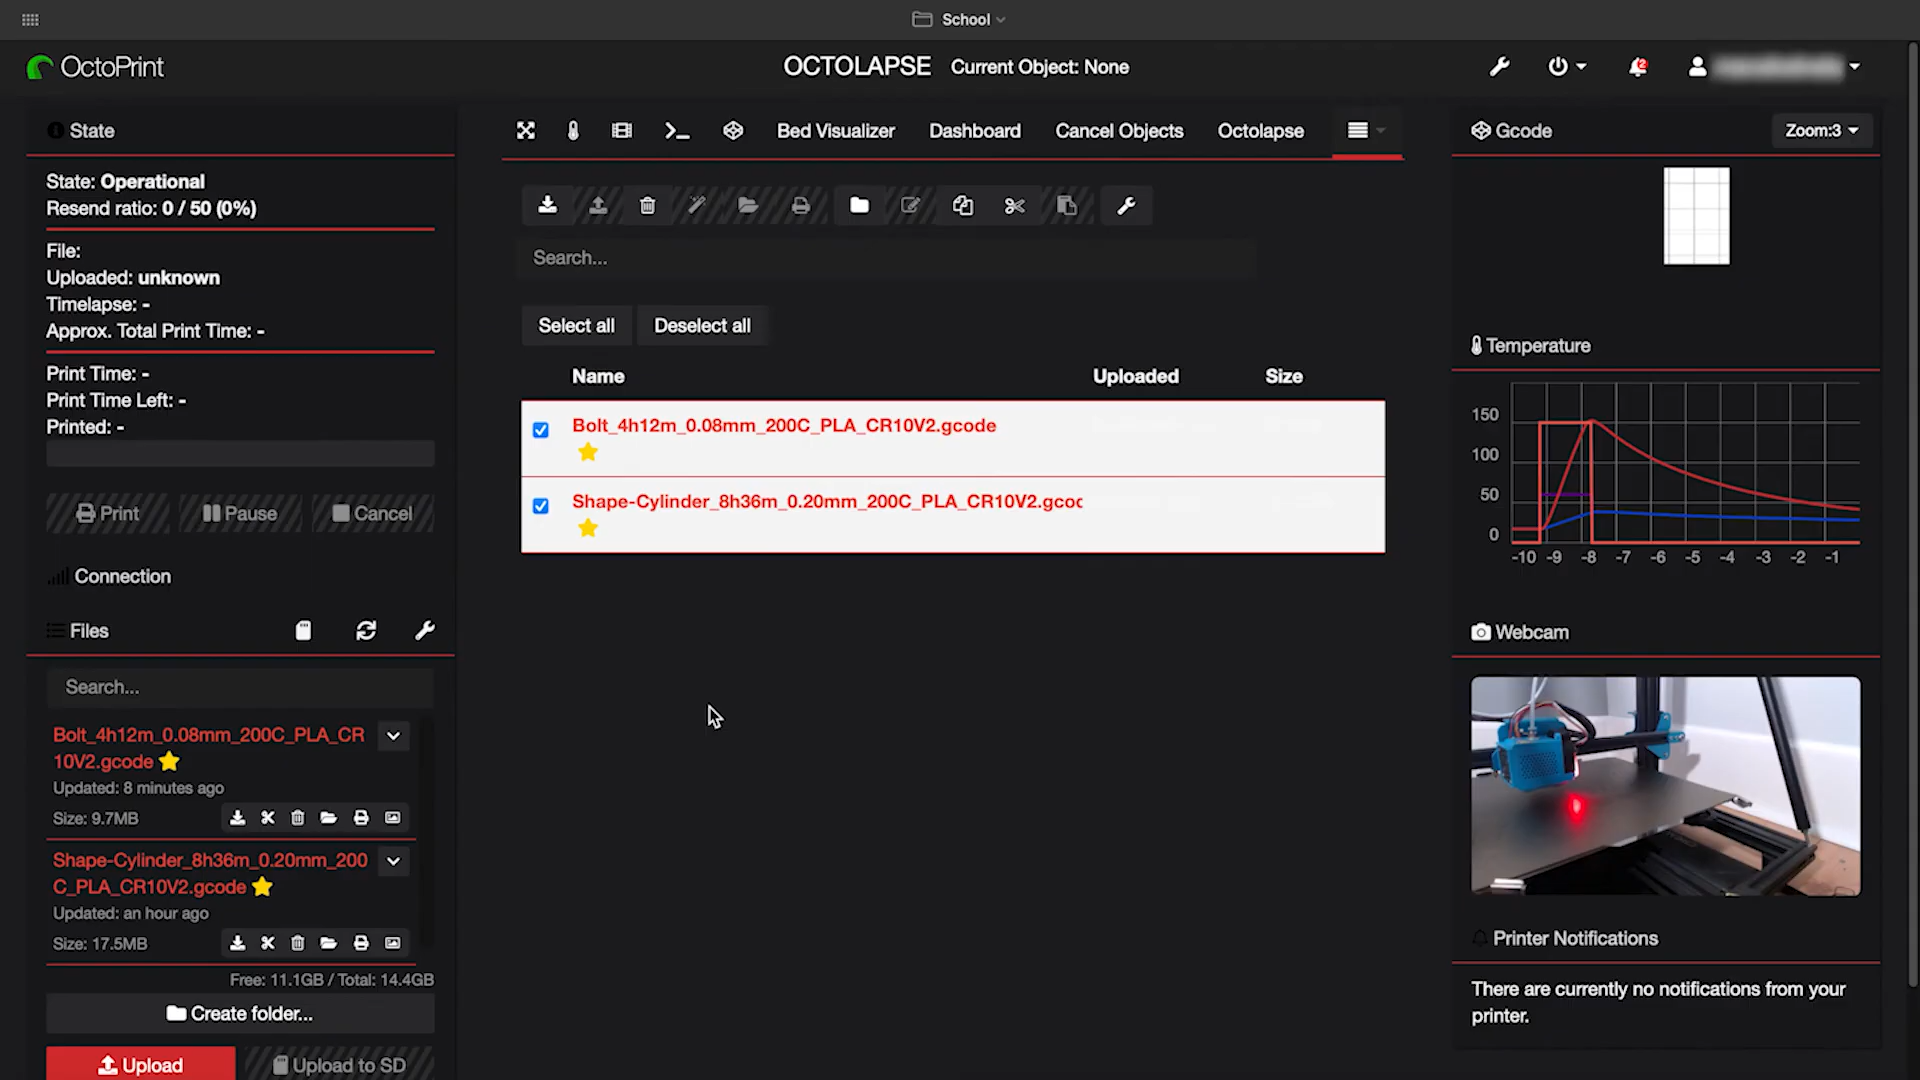 School
OctoPrint
OCTOLAPSE Current Object: None
2
State
State: Operational
Resend ratio: 0 / 50 (0%)
File:
Uploaded: unknown
Timelapse: -
Approx. Total Print Time: -
Print Time: -
Print Time Left: -
Printed: -
Print Pause Cancel
Connection
Files
Search...
Bolt_4h12m_0.08mm_200C_PLA_CR
10V2.gcode
Updated: 8 minutes ago
Size: 9.7MB
Shape-Cylinder_8h36m_0.20mm_200
C_PLA_CR10V2.gcode
Updated: an hour ago
Size: 17.5MB
Free: 11.1GB / Total: 14.4GB
Create folder...
Upload Upload to SD
Bed Visualizer Dashboard Cancel Objects Octolapse
Search...
Select all Deselect all
Name Uploaded Size
Bolt_4h12m_0.08mm_200C_PLA_CR10V2.gcode
Shape-Cylinder_8h36m_0.20mm_200C_PLA_CR10V2.gcoc
Gcode Zoom:3
Temperature
150
100
50
0
-10 -9 -8 -7 -6 -5 -4 -3 -2 -1
Webcam
Printer Notifications
There are currently no notifications from your
printer.